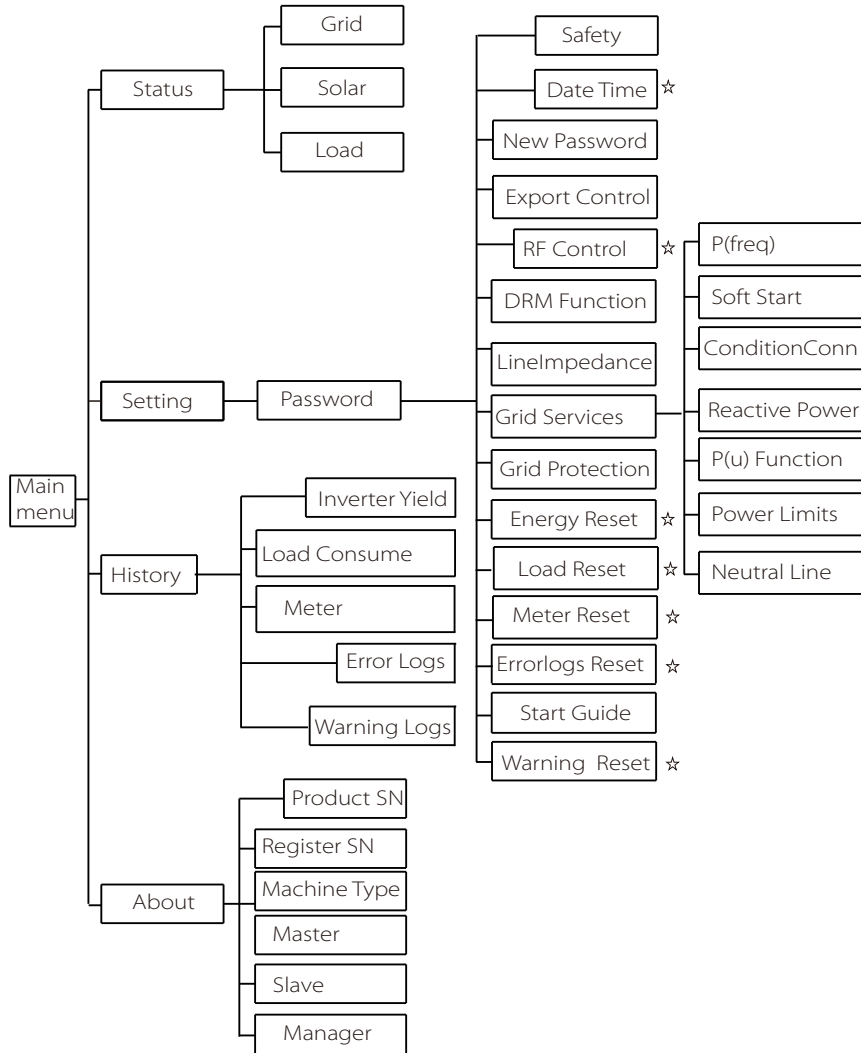 Main
menu
Status
Grid
Solar
Load
Setting
Password
Safety
Date Time ☆
New Password
Export Control
RF Control ☆
DRM Function
LineImpedance
Grid Services
P(freq)
Soft Start
ConditionConn
Reactive Power
P(u) Function
Power Limits
Neutral Line
Grid Protection
Energy Reset ☆
Load Reset ☆
Meter Reset ☆
Errorlogs Reset ☆
Start Guide
Warning Reset ☆
History
Inverter Yield
Load Consume
Meter
Error Logs
Warning Logs
About
Product SN
Register SN
Machine Type
Master
Slave
Manager